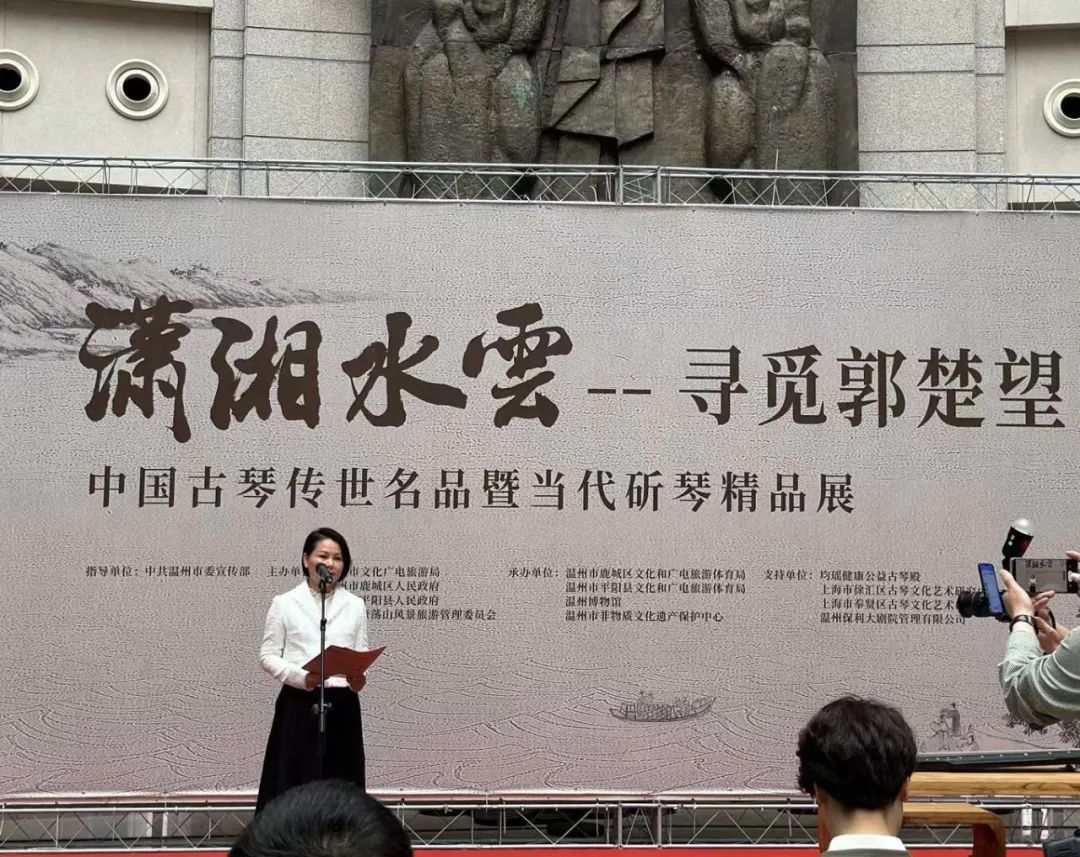 潇湘水雲-- 寻觅郭楚望
中国古琴传世名品暨当代斫琴精品展
指导单位：中共温州市委宣传部
主办单 市文化广电旅游局
州市鹿城区人民政府
平阳县人民政府
荡山风景旅游管理委员会
承办单位：温州市鹿城区文化和广电旅游体育局
温州市平阳县文化和广电旅游体育局
温州博物馆
温州市非物质文化遗产保护中心
支持单位：均瑶健康公益古琴殿
上海市徐汇区古琴文化艺术研
上海市奉贤区古琴文化艺术
温州保利大剧院管理有限公司